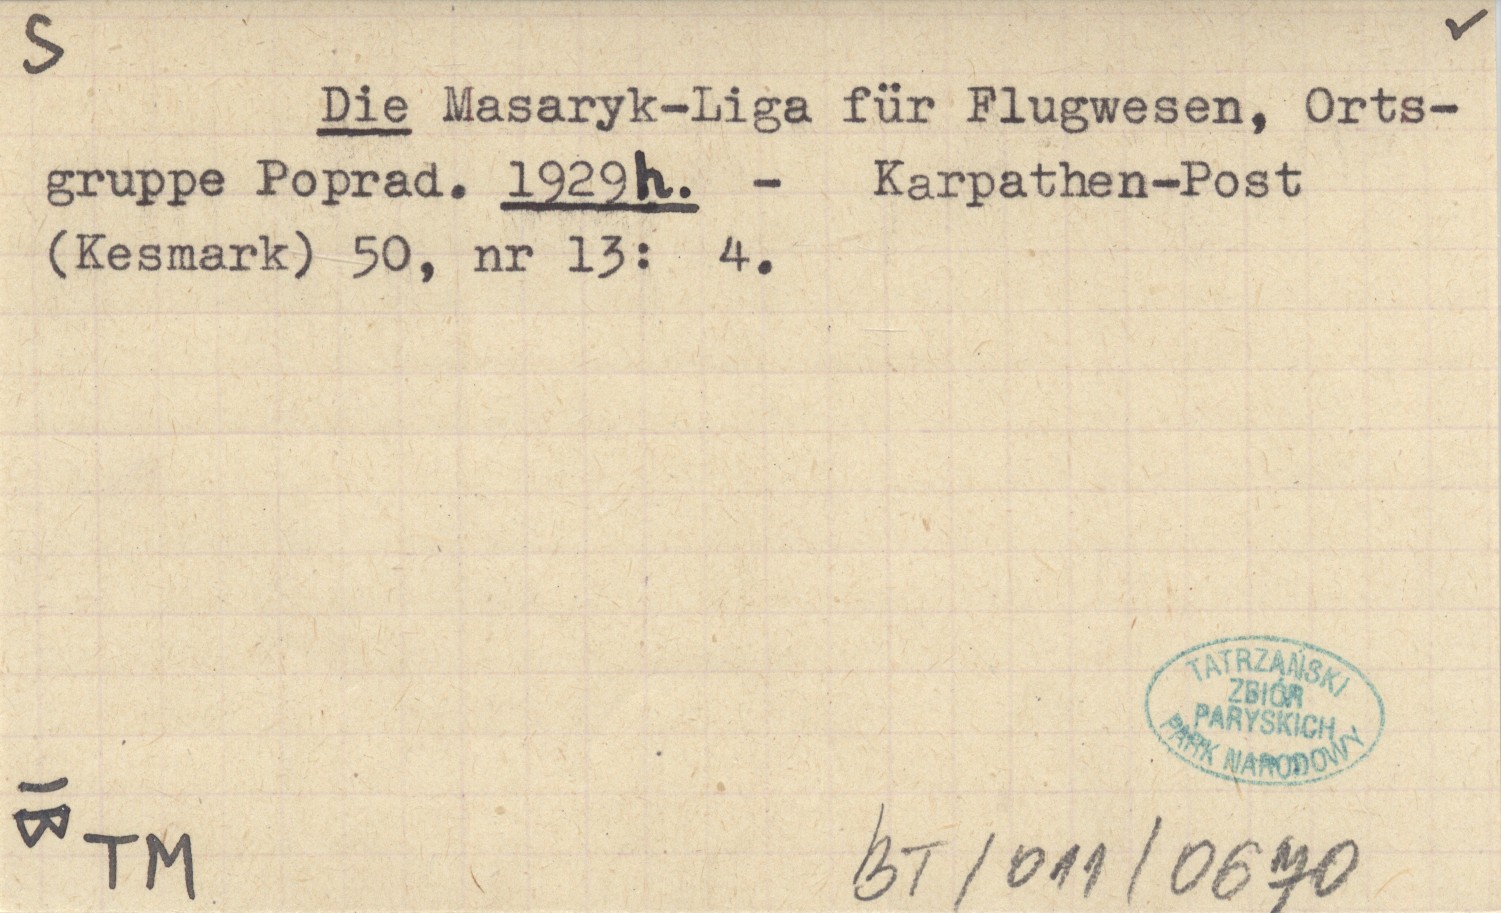 S ✓
Die Masaryk-Liga für Flugwesen, Orts-
gruppe Poprad. 1929h. - Karpathen-Post
(Kesmark) 50, nr 13: 4.
TATRZAŃSKI
ZBIÓR
PARYSKICH
PARK NARODOWY
TM
BT/011/0670